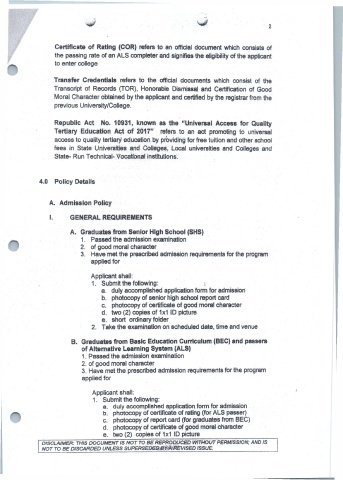 2
Certificate of Rating (COR) refers to an official document which consists of
the passing rate of an ALS completer and signifies the eligibility of the applicant
to enter college
Transfer Credentials refers to the official documents which consist of the
Transcript of Records (TOR), Honorable Dismissal and Certification of Good
Moral Character obtained by the applicant and certified by the registrar from the
previous University/College.
Republic Act No. 10931, known as the "Universal Access for Quality
Tertiary Education Act of 2017" refers to an act promoting to universal
access to quality tertiary education by providing for free tuition and other school
fees in State Universities and Colleges, Local universities and Colleges and
State- Run Technical- Vocational Institutions.
4.0 Policy Details
A. Admission Policy
I. GENERAL REQUIREMENTS
A. Graduates from Senior High School (SHS)
1. Passed the admission examination
2. of good moral character
3. Have met the prescribed admission requirements for the program
applied for
Applicant shall:
1. Submit the following:
a. duly accomplished application form for admission
b. photocopy of senior high school report card
c. photocopy of certificate of good moral character
d. two (2) copies of 1x1 ID picture
e. short ordinary folder
2. Take the examination on scheduled date, time and venue
B. Graduates from Basic Education Curriculum (BEC) and passers
of Alternative Learning System (ALS)
1. Passed the admission examination
2. of good moral character
3. Have met the prescribed admission requirements for the program
applied for
Applicant shall:
1. Submit the following:
a. duly accomplished application form for admission
b. photocopy of certificate of rating (for ALS passer)
c. photocopy of report card (for graduates from BEC)
d. photocopy of certificate of good moral character
e. two (2) copies of 1x1 ID picture
DISCLAIMER: THIS DOCUMENT IS NOT TO BE REPRODUCED WITHOUT PERMISSION; AND IS
NOT TO BE DISCARDED UNLESS SUPERSEDED BY A REVISED ISSUE.